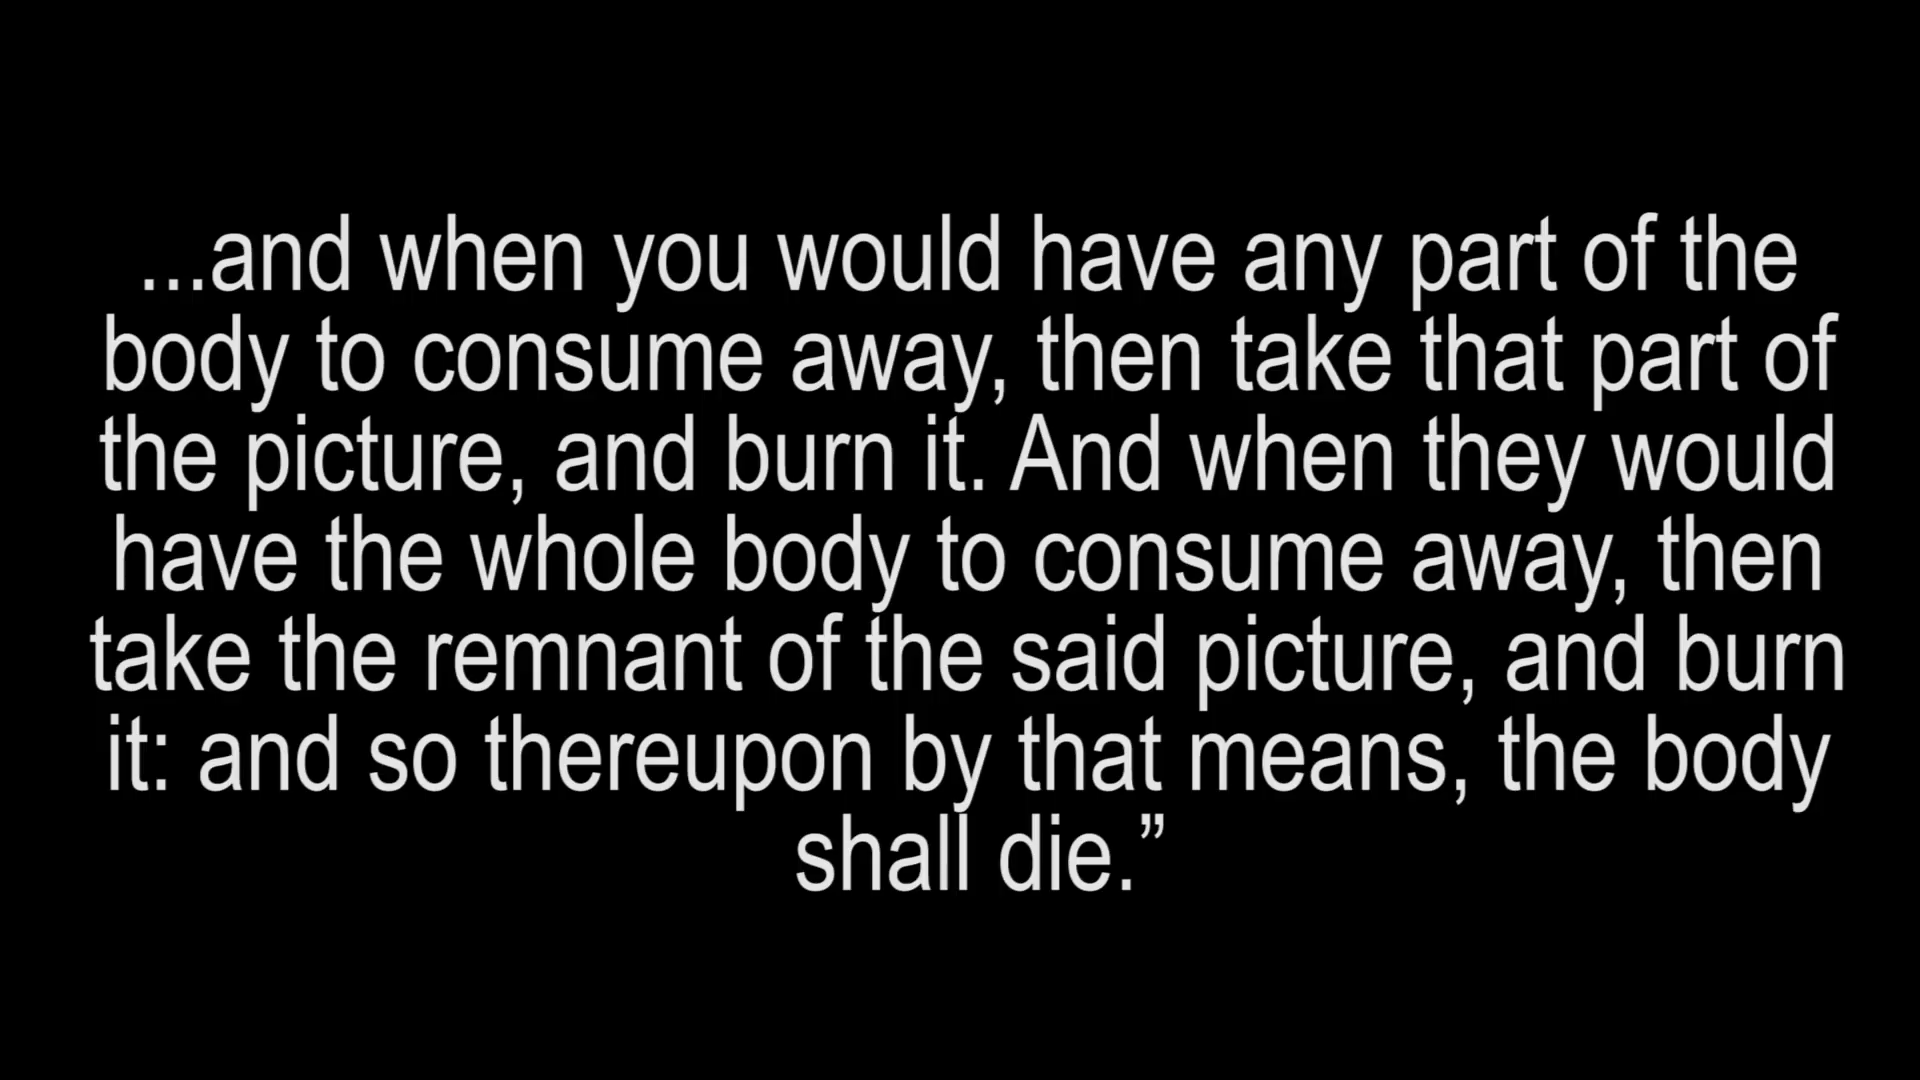 ...and when you would have any part of the
body to consume away, then take that part of
the picture, and burn it. And when they would
have the whole body to consume away, then
take the remnant of the said picture, and burn
it: and so thereupon by that means, the body
shall die.”